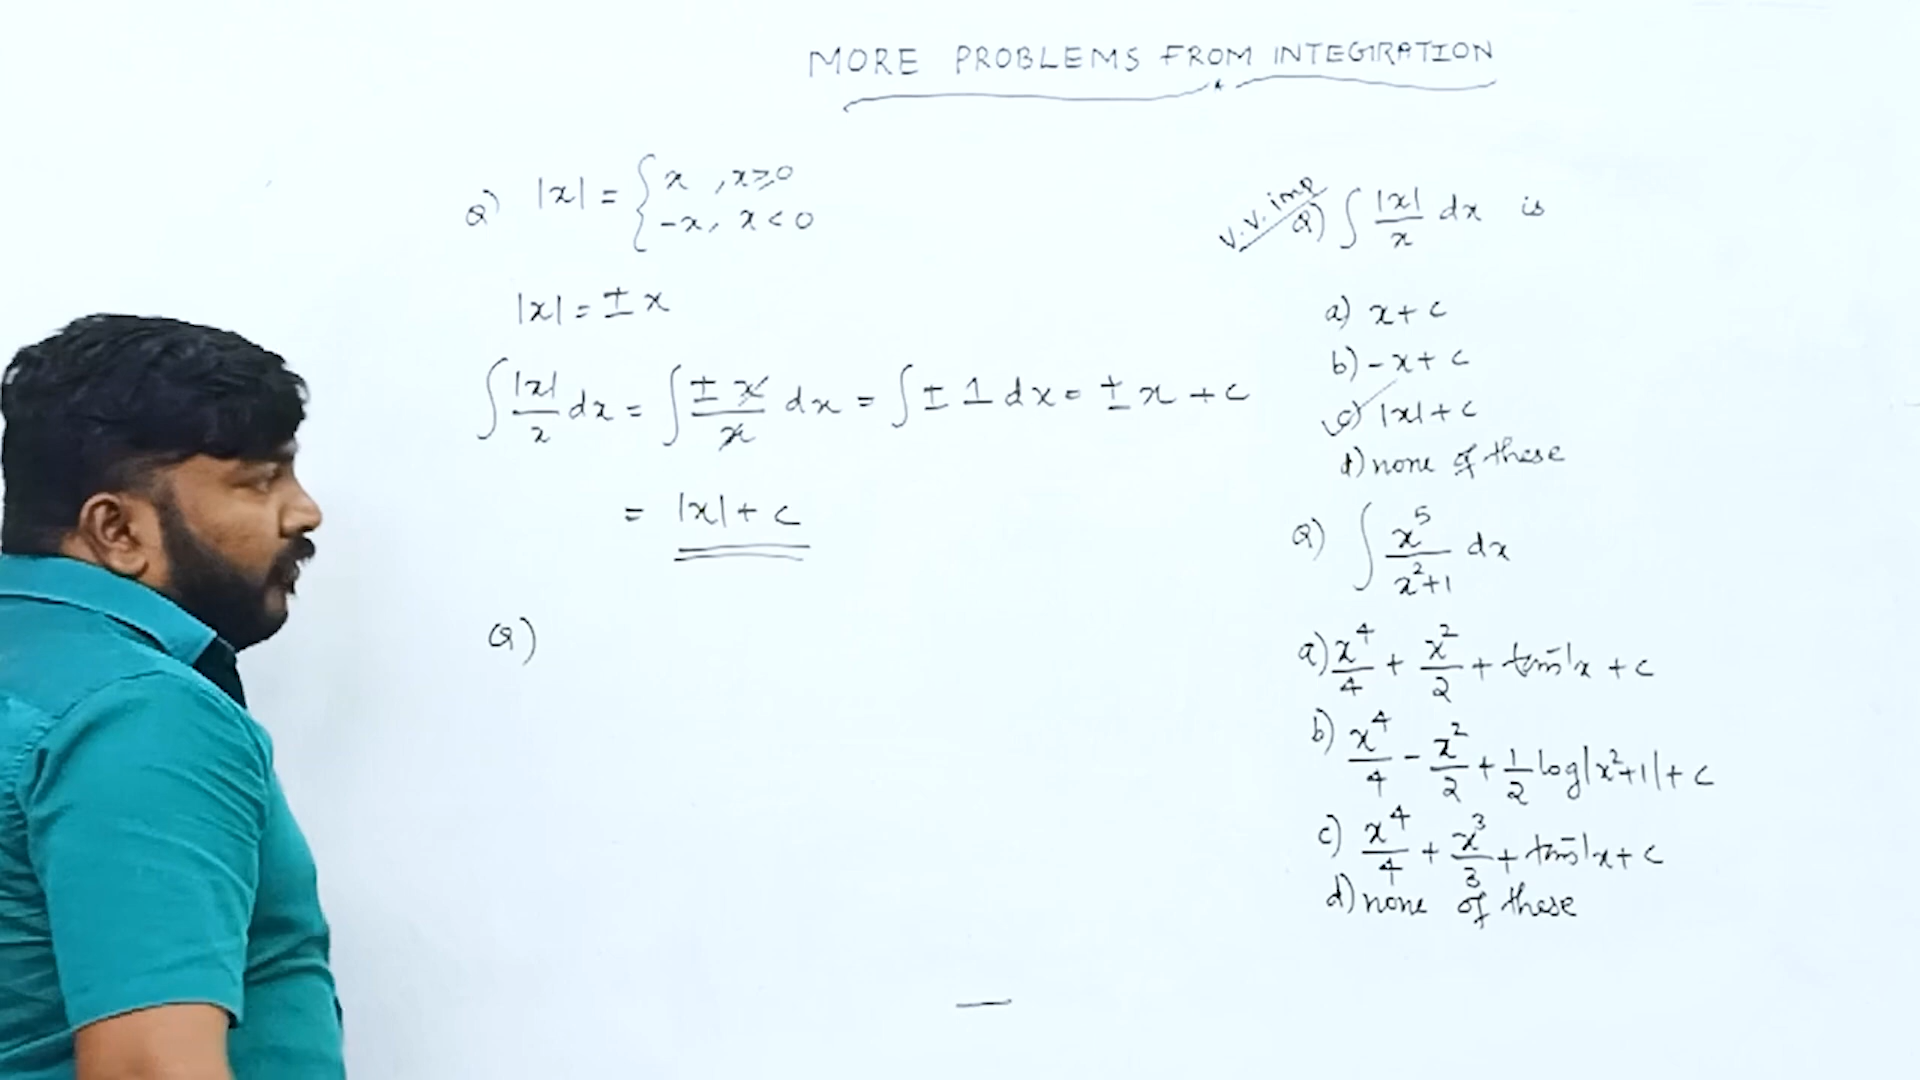 MORE PROBLEMS FROM INTEGRATION
Q) |x| = { x , x ≥ 0
-x, x < 0
|x| = ± x
∫ |x|/x dx = ∫ ± x/x dx = ∫ ± 1 dx = ± x + c
= |x| + c
Q)
V.V. imp
Q) ∫ |x|/x dx is
a) x + c
b) - x + c
c) |x| + c
d) none of these
Q) ∫ x⁵/x²+1 dx
a) x⁴/4 + x²/2 + tan⁻¹x + c
b) x⁴/4 - x²/2 + 1/2 log|x²+1| + c
c) x⁴/4 + x³/3 + tan⁻¹x + c
d) none of these